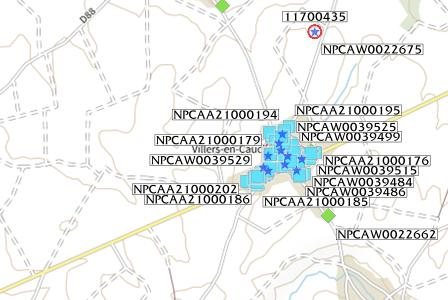 11700435
D88
NPCAW0022675
NPCAA21000194
NPCAA21000195
NPCAW0039525
NPCAW0039499
NPCAA21000179
Villers-en-Cauc
NPCAW0039529
NPCAA21000176
NPCAW0039515
NPCAW0039484
NPCAA21000202
NPCAW0039486
NPCAA21000186
NPCAA21000185
NPCAW0022662